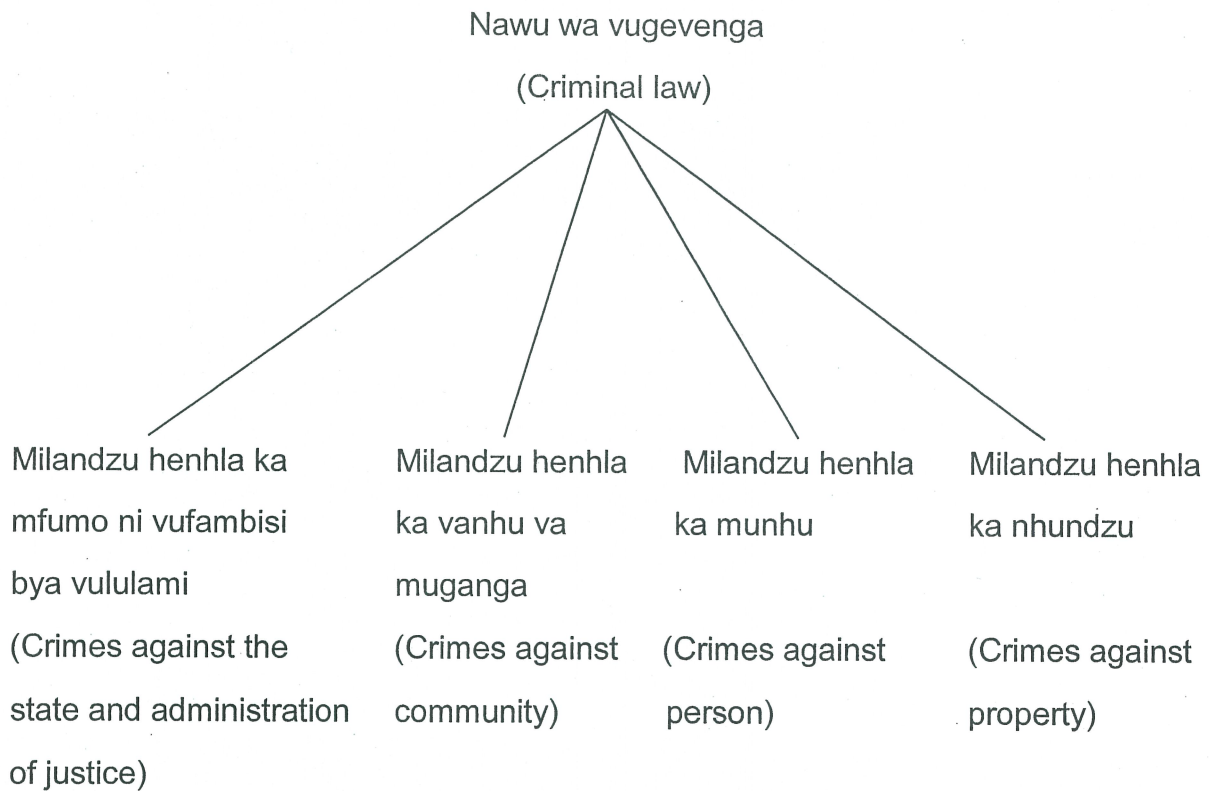 Nawu wa vugevenga
(Criminal law)
Milandzu henhla ka
mfumo ni vufambisi
bya vululami
(Crimes against the
state and administration
of justice)
Milandzu henhla
ka vanhu va
muganga
(Crimes against
community)
Milandzu henhla
ka munhu
(Crimes against
person)
Milandzu henhla
ka nhundzu
(Crimes against
property)